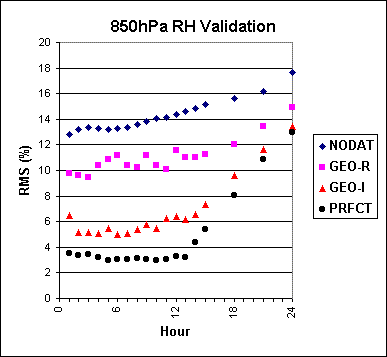 850hPa RH Validation
20
18
16
14
12
10
8
6
4
2
0
RMS (%)
0 6 12 18 24
Hour
NODAT
GEO-R
GEO-I
PRFCT